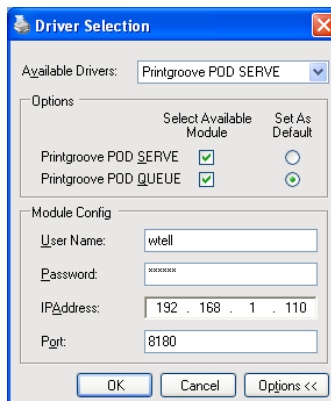 Driver Selection
Available Drivers: Printgroove POD SERVE
Options
Select Available Module Set As Default
Printgroove POD SERVE
Printgroove POD QUEUE
Module Config
User Name: wtell
Password: ******
IPAddress: 192 . 168 . 1 . 110
Port: 8180
OK Cancel Options <<